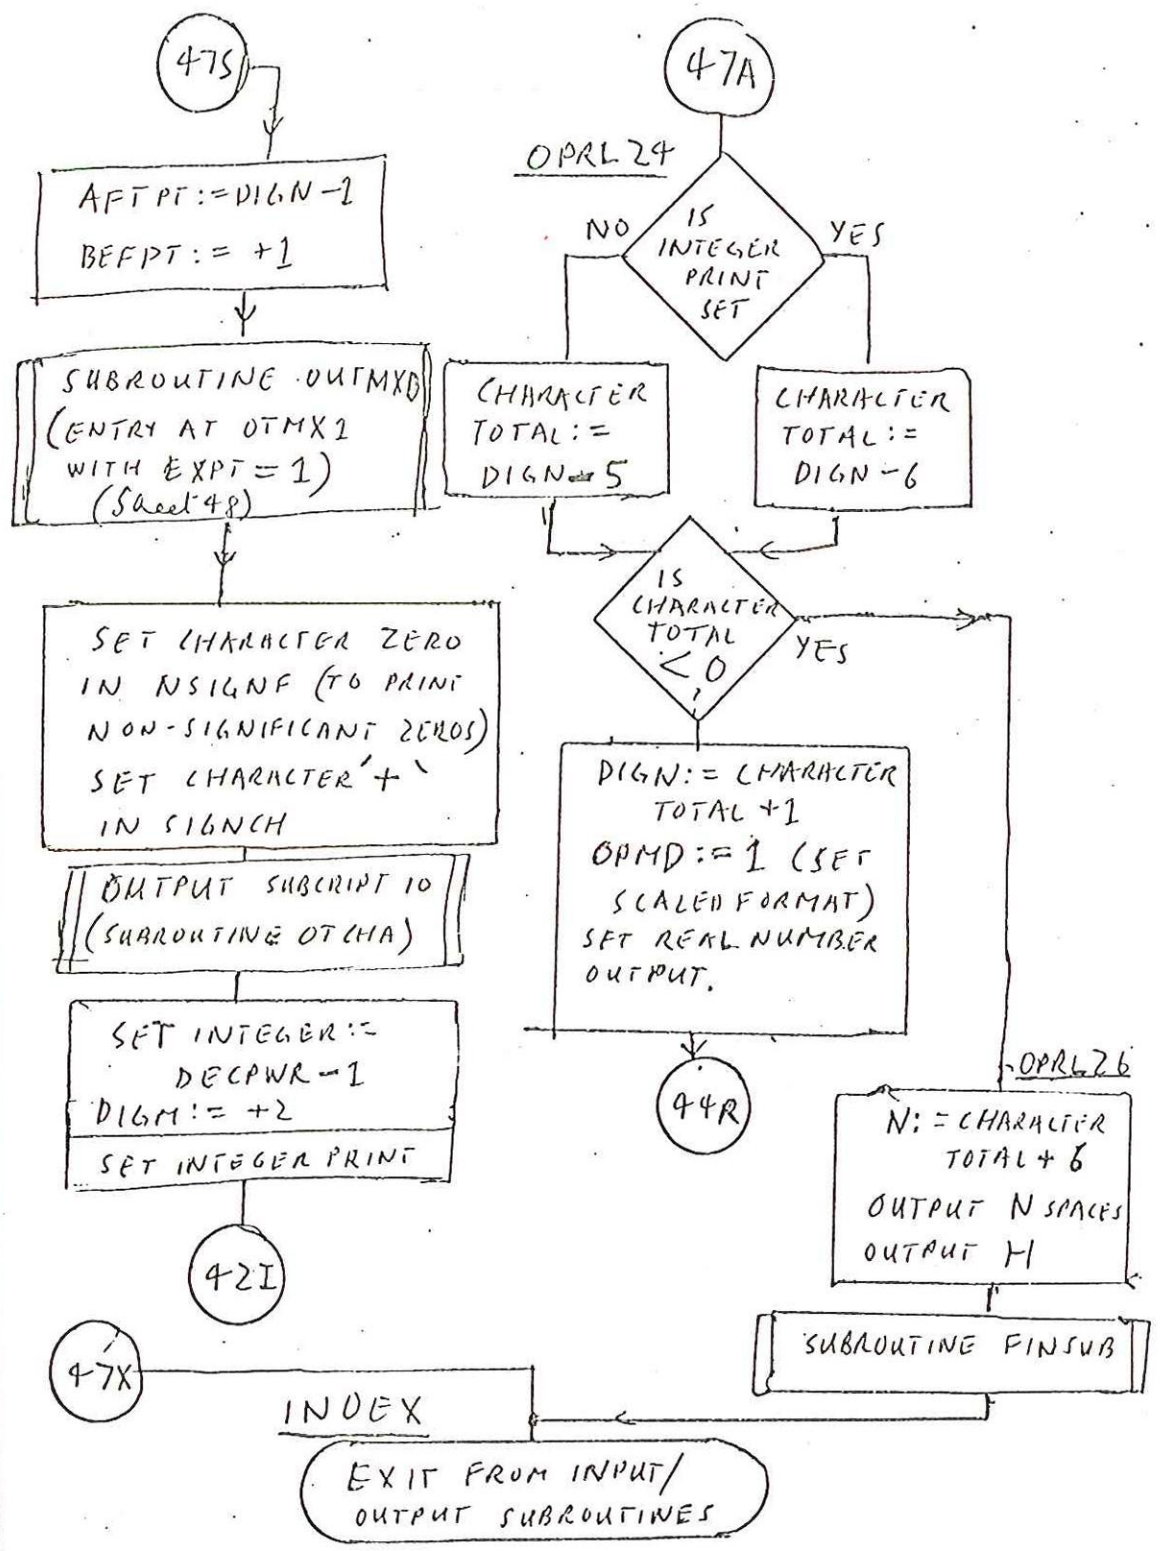 47S
AFTPT:=DIGN-1
BEFPT:= +1
SUBROUTINE OUTMXD
(ENTRY AT OTMX1
WITH EXPT=1)
(Sheet 48)
SET CHARACTER ZERO
IN NSIGNF (TO PRINT
NON-SIGNIFICANT ZEROS)
SET CHARACTER '+'
IN SIGNCH
OUTPUT SUBCRIPT 10
(SUBROUTINE OTCHA)
SET INTEGER:=
DECPWR-1
DIGM:= +2
SET INTEGER PRINT
42I
47A
OPRL24
IS
INTEGER
PRINT
SET
NO
YES
CHARACTER
TOTAL:=
DIGN-5
CHARACTER
TOTAL:=
DIGN-6
IS
CHARACTER
TOTAL
<0
YES
DIGN:= CHARACTER
TOTAL+1
OPMD:=1 (SET
SCALED FORMAT)
SET REAL NUMBER
OUTPUT.
44R
OPRL26
N:=CHARACTER
TOTAL+6
OUTPUT N SPACES
OUTPUT H
SUBROUTINE FINSUB
47X
INDEX
EXIT FROM INPUT/
OUTPUT SUBROUTINES